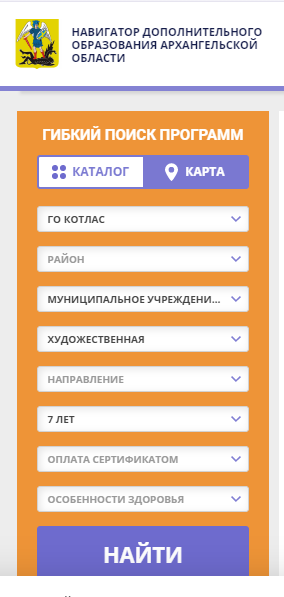 НАВИГАТОР ДОПОЛНИТЕЛЬНОГО
ОБРАЗОВАНИЯ АРХАНГЕЛЬСКОЙ
ОБЛАСТИ
ГИБКИЙ ПОИСК ПРОГРАММ
КАТАЛОГ КАРТА
ГО КОТЛАС
РАЙОН
МУНИЦИПАЛЬНОЕ УЧРЕЖДЕНИ...
ХУДОЖЕСТВЕННАЯ
НАПРАВЛЕНИЕ
7 ЛЕТ
ОПЛАТА СЕРТИФИКАТОМ
ОСОБЕННОСТИ ЗДОРОВЬЯ
НАЙТИ